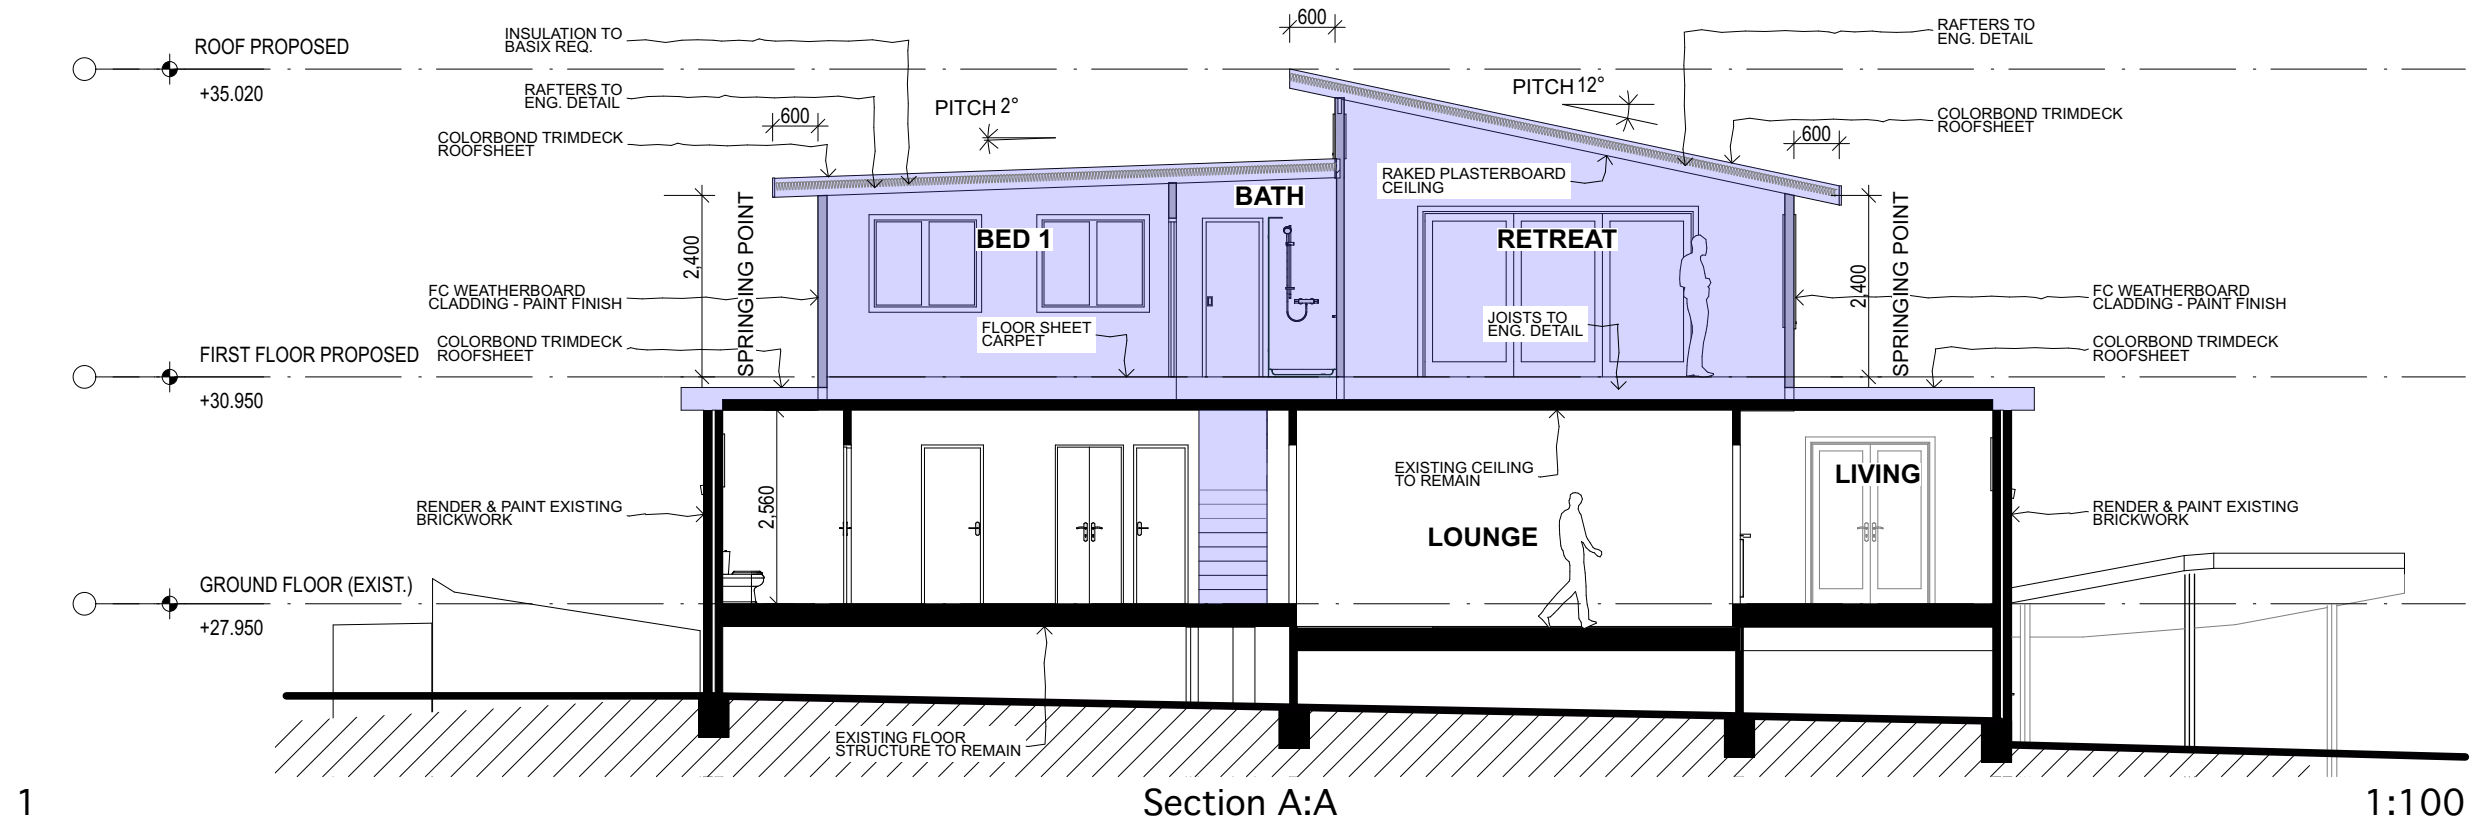 600
ROOF PROPOSED
+35.020
INSULATION TO
BASIX REQ.
RAFTERS TO
ENG. DETAIL
COLORBOND TRIMDECK
ROOFSHEET
600
PITCH 2°
PITCH 12°
RAFTERS TO
ENG. DETAIL
COLORBOND TRIMDECK
ROOFSHEET
600
RAKED PLASTERBOARD
CEILING
2,400
SPRINGING POINT
BED 1
BATH
RETREAT
2,400
SPRINGING POINT
FC WEATHERBOARD
CLADDING - PAINT FINISH
FC WEATHERBOARD
CLADDING - PAINT FINISH
FLOOR SHEET
CARPET
JOISTS TO
ENG. DETAIL
FIRST FLOOR PROPOSED
+30.950
COLORBOND TRIMDECK
ROOFSHEET
COLORBOND TRIMDECK
ROOFSHEET
2,560
EXISTING CEILING
TO REMAIN
LIVING
LOUNGE
RENDER & PAINT EXISTING
BRICKWORK
RENDER & PAINT EXISTING
BRICKWORK
GROUND FLOOR (EXIST.)
+27.950
EXISTING FLOOR
STRUCTURE TO REMAIN
1
Section A:A
1:100